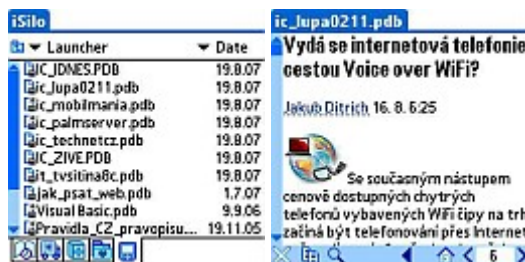 iSilo
Launcher
Date
IC_IDNES.PDB 19.8.07
ic_lupa0211.pdb 19.8.07
ic_mobilmania.pdb 19.8.07
ic_palmserver.pdb 19.8.07
ic_technetcz.pdb 19.8.07
IC_ZIVE.PDB 19.8.07
it_tvsitina8c.pdb 19.8.07
jak_psat_web.pdb 1.7.07
Visual Basic.pdb 9.9.06
Pravidla_CZ_pravopisu... 19.11.05
ic_lupa0211.pdb
Vydá se internetová telefonie
cestou Voice over WiFi?
Jakub Ditrich 16. 8. 6:25
Se současným nástupem
cenově dostupných chytrých
telefonů vybavených WiFi čipy na trh
začíná být telefonování přes Internet
6